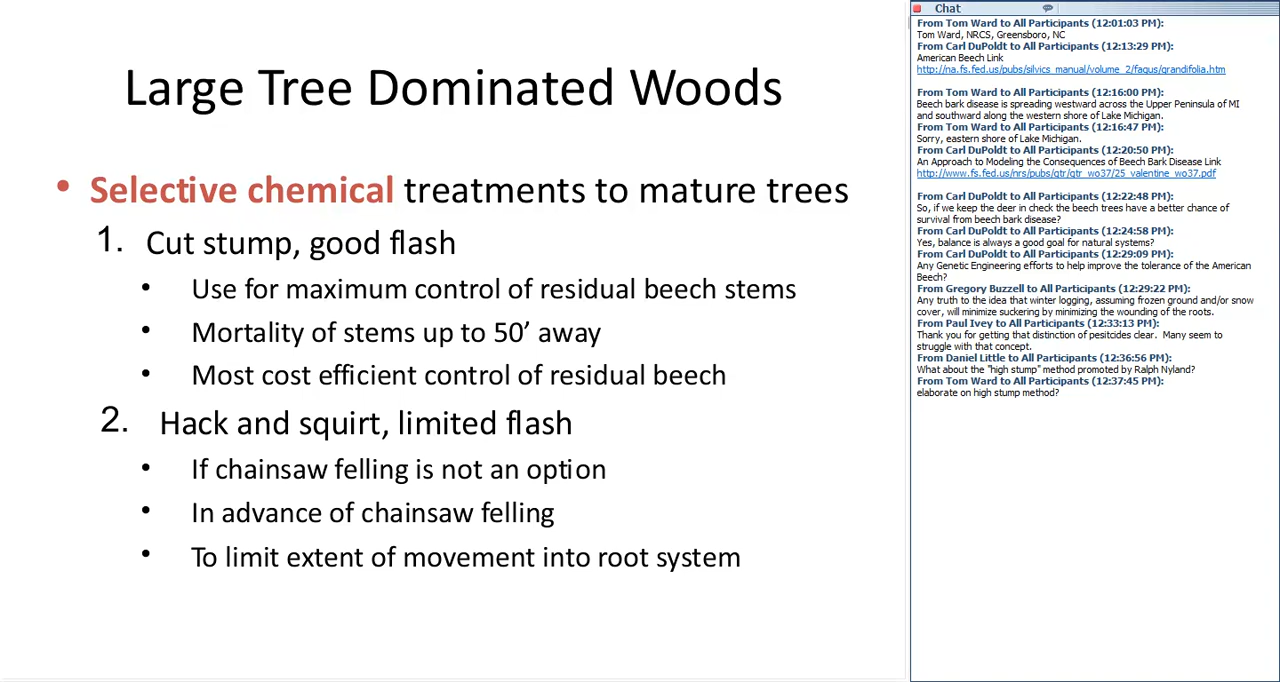 Large Tree Dominated Woods
• Selective chemical treatments to mature trees
1. Cut stump, good flash
• Use for maximum control of residual beech stems
• Mortality of stems up to 50’ away
• Most cost efficient control of residual beech
2. Hack and squirt, limited flash
• If chainsaw felling is not an option
• In advance of chainsaw felling
• To limit extent of movement into root system
Chat
From Tom Ward to All Participants (12:01:03 PM):
Tom Ward, NRCS, Greensboro, NC
From Carl DuPoldt to All Participants (12:13:29 PM):
American Beech Link
http://na.fs.fed.us/pubs/silvics_manual/volume_2/fagus/grandifolia.htm
From Tom Ward to All Participants (12:16:00 PM):
Beech bark disease is spreading westward across the Upper Peninsula of MI
and southward along the western shore of Lake Michigan.
From Tom Ward to All Participants (12:16:47 PM):
Sorry, eastern shore of Lake Michigan.
From Carl DuPoldt to All Participants (12:20:50 PM):
An Approach to Modeling the Consequences of Beech Bark Disease Link
http://www.fs.fed.us/nrs/pubs/gtr/gtr_wo37/25_valentine_wo37.pdf
From Carl DuPoldt to All Participants (12:22:48 PM):
So, if we keep the deer in check the beech trees have a better chance of
survival from beech bark disease?
From Carl DuPoldt to All Participants (12:24:58 PM):
Yes, balance is always a good goal for natural systems?
From Carl DuPoldt to All Participants (12:29:09 PM):
Any Genetic Engineering efforts to help improve the tolerance of the American
Beech?
From Gregory Buzzell to All Participants (12:29:22 PM):
Any truth to the idea that winter logging, assuming frozen ground and/or snow
cover, will minimize suckering by minimizing the wounding of the roots.
From Paul Ivey to All Participants (12:33:13 PM):
Thank you for getting that distinction of pesitcides clear. Many seem to
struggle with that concept.
From Daniel Little to All Participants (12:36:56 PM):
What about the "high stump" method promoted by Ralph Nyland?
From Tom Ward to All Participants (12:37:45 PM):
elaborate on high stump method?